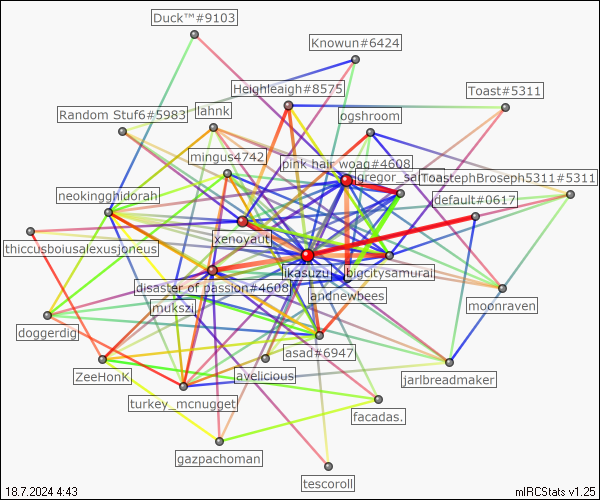 Duck™#9103
Knowun#6424
Heighleaigh#8575
Toast#5311
Random Stuf6#5983
lahnk
ogshroom
mingus4742
pink hair woag#4608
ToastephBroseph5311#5311
neokingghidorah
default#0617
xenoyaut
thiccusboiusalexusjoneus
ikasuzu
bigcitysamurai
disaster of passion#4608
andnewbees
mukszi
moonraven
doggerdig
asad#6947
ZeeHonK
avelicious
jarlbreadmaker
turkey_mcnugget
facadas.
gazpachoman
tescoroll
18.7.2024 4:43
mIRCStats v1.25